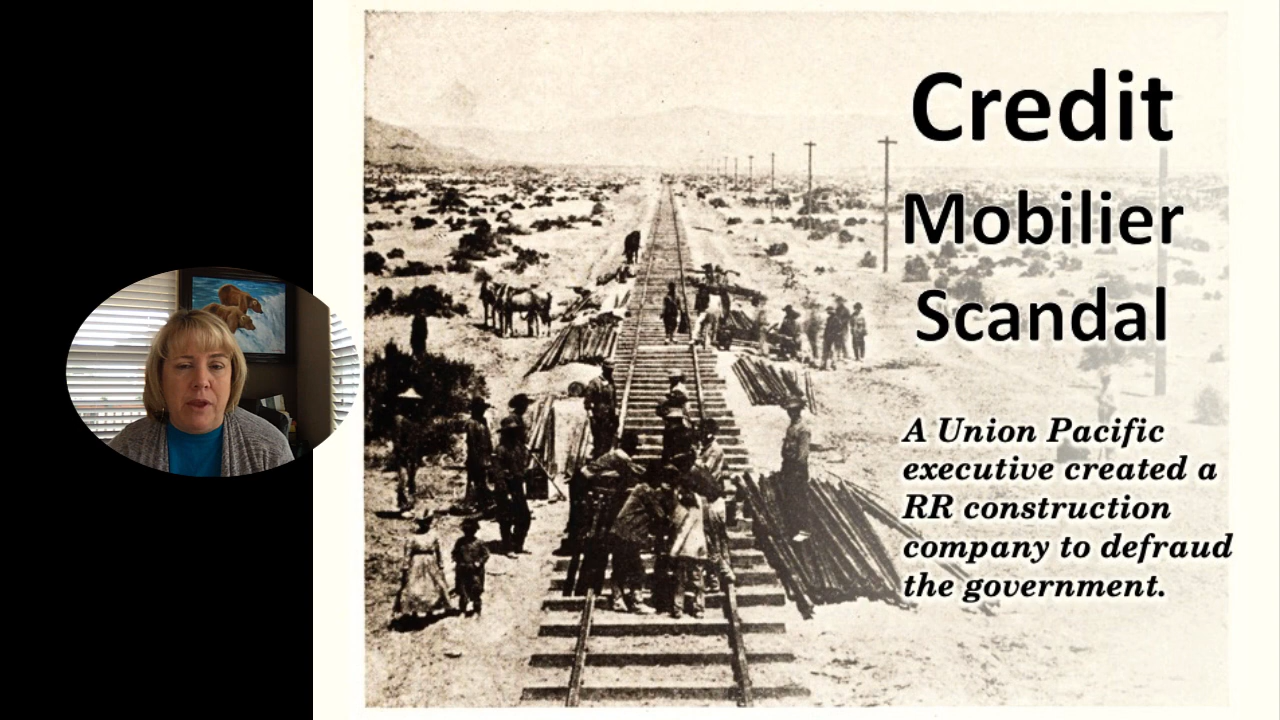 Credit
Mobilier
Scandal
A Union Pacific
executive created a
RR construction
company to defraud
the government.